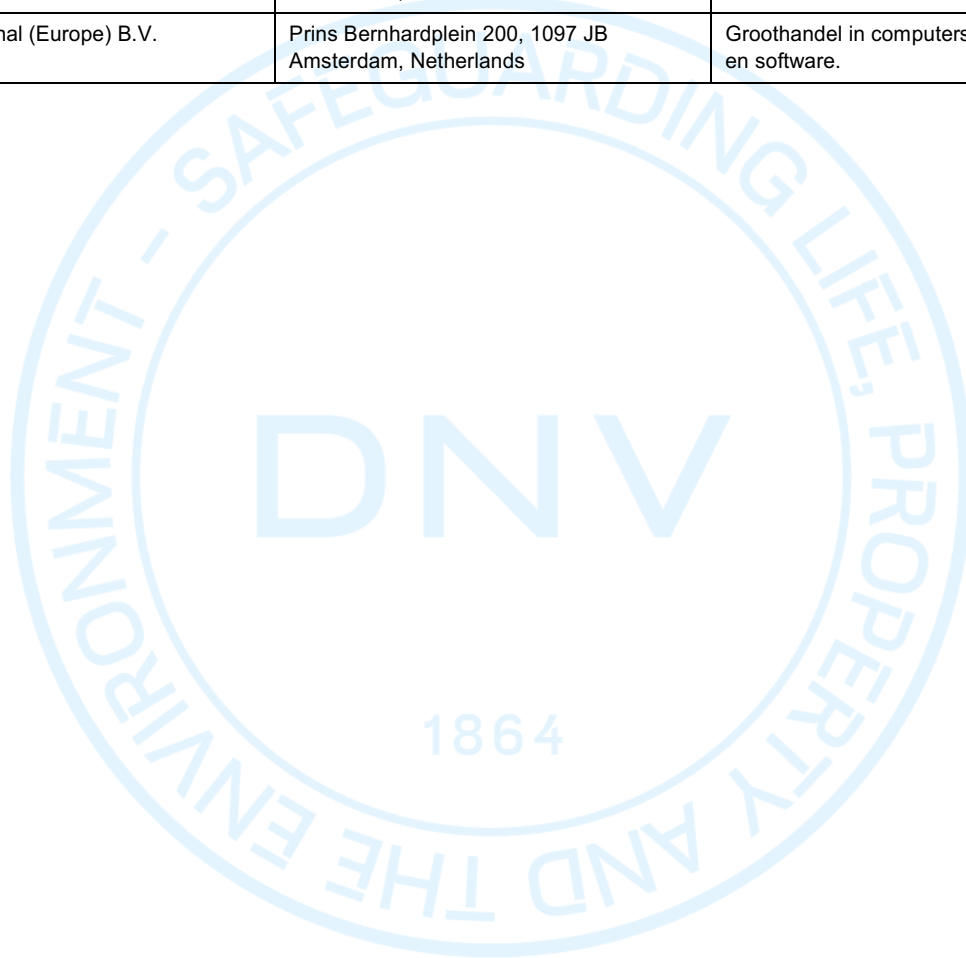 nal (Europe) B.V.
Prins Bernhardplein 200, 1097 JB
Amsterdam, Netherlands
Groothandel in computers
en software.
SAFEGUARDING LIFE, PROPERTY AND THE ENVIRONMENT -
DNV
1864